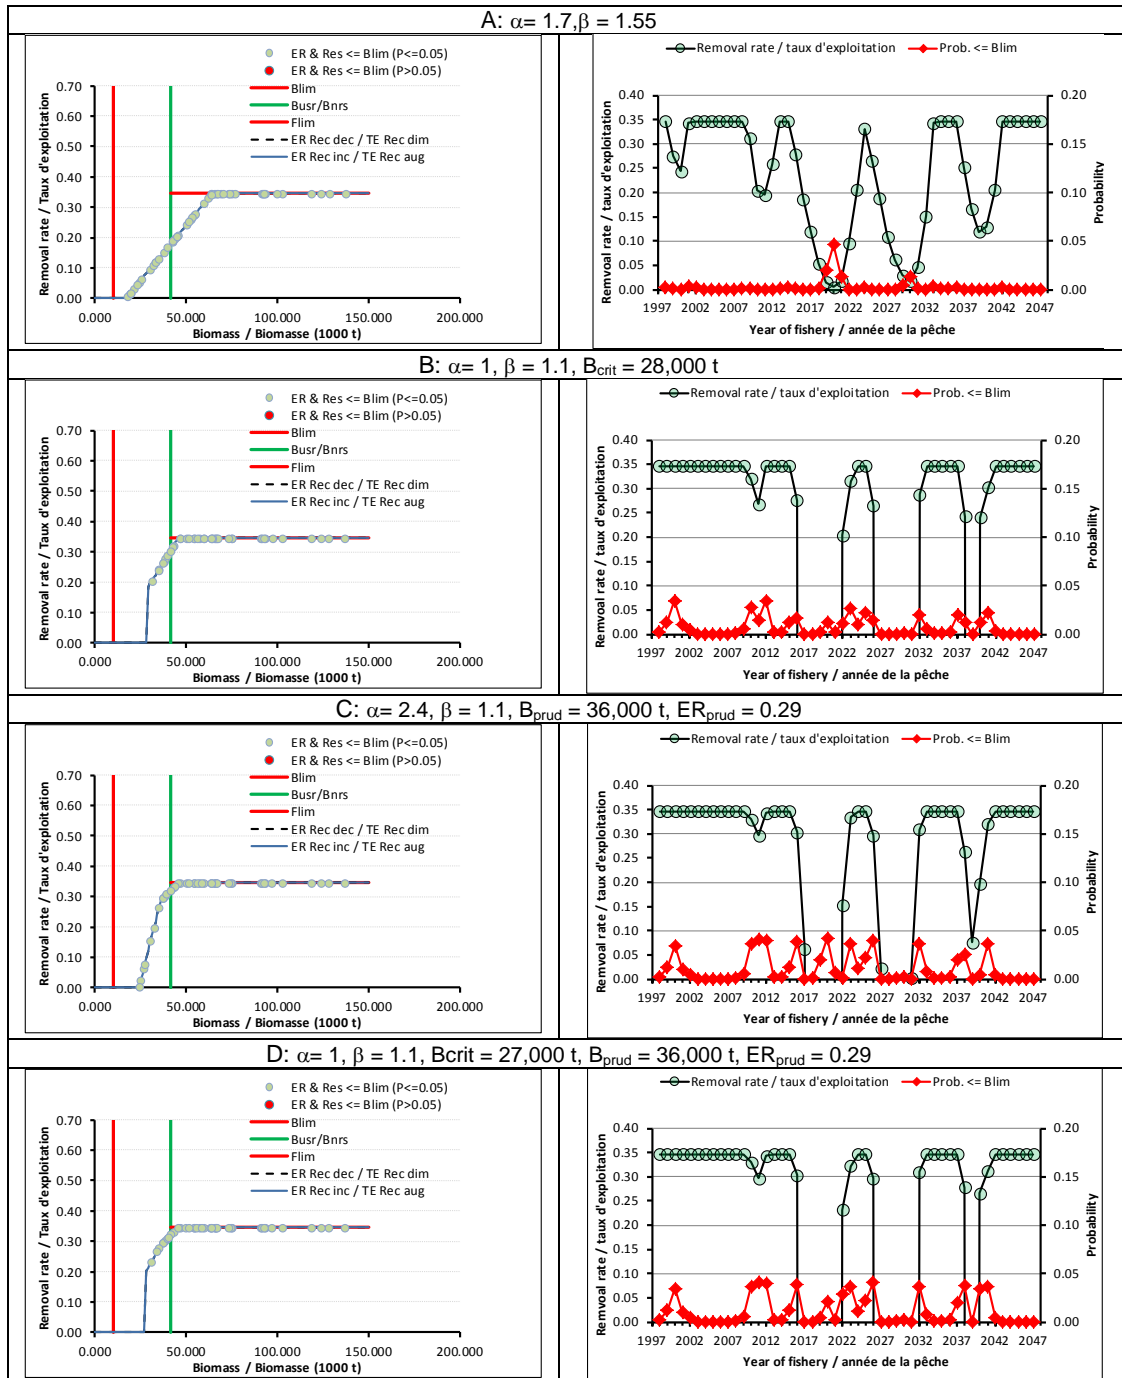 A: α= 1.7,β = 1.55
ER & Res <= Blim (P<=0.05)
ER & Res <= Blim (P>0.05)
Blim
Busr/Bnrs
Flim
ER Rec dec / TE Rec dim
ER Rec inc / TE Rec aug
0.70
0.60
0.50
0.40
0.30
0.20
0.10
0.00
0.000 50.000 100.000 150.000 200.000
Removal rate / Taux d'exploitation
Biomass / Biomasse (1000 t)
Removal rate / taux d'exploitation Prob. <= Blim
0.40 0.20
0.35
0.30 0.15
0.25
0.20 0.10
0.15
0.10 0.05
0.05
0.00 0.00
1997 2002 2007 2012 2017 2022 2027 2032 2037 2042 2047
Remvoal rate / taux d'exploitation
Probability
Year of fishery / année de la pêche
B: α= 1, β = 1.1, Bcrit = 28,000 t
ER & Res <= Blim (P<=0.05)
ER & Res <= Blim (P>0.05)
Blim
Busr/Bnrs
Flim
ER Rec dec / TE Rec dim
ER Rec inc / TE Rec aug
0.70
0.60
0.50
0.40
0.30
0.20
0.10
0.00
0.000 50.000 100.000 150.000 200.000
Removal rate / Taux d'exploitation
Biomass / Biomasse (1000 t)
Removal rate / taux d'exploitation Prob. <= Blim
0.40 0.20
0.35
0.30 0.15
0.25
0.20 0.10
0.15
0.10 0.05
0.05
0.00 0.00
1997 2002 2007 2012 2017 2022 2027 2032 2037 2042 2047
Remvoal rate / taux d'exploitation
Probability
Year of fishery / année de la pêche
C: α= 2.4, β = 1.1, Bprud = 36,000 t, ERprud = 0.29
ER & Res <= Blim (P<=0.05)
ER & Res <= Blim (P>0.05)
Blim
Busr/Bnrs
Flim
ER Rec dec / TE Rec dim
ER Rec inc / TE Rec aug
0.70
0.60
0.50
0.40
0.30
0.20
0.10
0.00
0.000 50.000 100.000 150.000 200.000
Removal rate / Taux d'exploitation
Biomass / Biomasse (1000 t)
Removal rate / taux d'exploitation Prob. <= Blim
0.40 0.20
0.35
0.30 0.15
0.25
0.20 0.10
0.15
0.10 0.05
0.05
0.00 0.00
1997 2002 2007 2012 2017 2022 2027 2032 2037 2042 2047
Remvoal rate / taux d'exploitation
Probability
Year of fishery / année de la pêche
D: α= 1, β = 1.1, Bcrit = 27,000 t, Bprud = 36,000 t, ERprud = 0.29
ER & Res <= Blim (P<=0.05)
ER & Res <= Blim (P>0.05)
Blim
Busr/Bnrs
Flim
ER Rec dec / TE Rec dim
ER Rec inc / TE Rec aug
0.70
0.60
0.50
0.40
0.30
0.20
0.10
0.00
0.000 50.000 100.000 150.000 200.000
Removal rate / Taux d'exploitation
Biomass / Biomasse (1000 t)
Removal rate / taux d'exploitation Prob. <= Blim
0.40 0.20
0.35
0.30 0.15
0.25
0.20 0.10
0.15
0.10 0.05
0.05
0.00 0.00
1997 2002 2007 2012 2017 2022 2027 2032 2037 2042 2047
Remvoal rate / taux d'exploitation
Probability
Year of fishery / année de la pêche